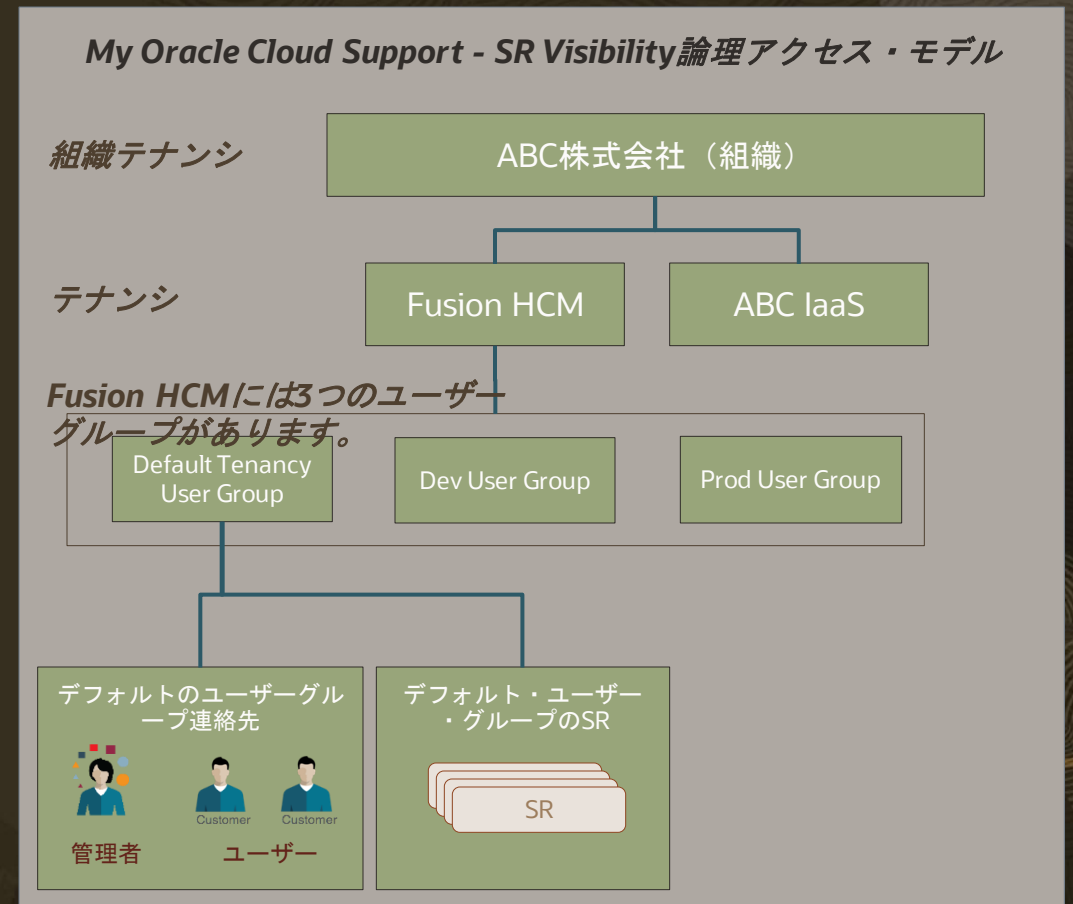 My Oracle Cloud Support - SR Visibility論理アクセス・モデル
組織テナンシ
ABC株式会社（組織）
テナンシ
Fusion HCM
ABC IaaS
Fusion HCMには3つのユーザー
グループがあります。
Default Tenancy
User Group
Dev User Group
Prod User Group
デフォルトのユーザーグル
ープ連絡先
Customer
Customer
管理者
ユーザー
デフォルト・ユーザー
・グループのSR
SR